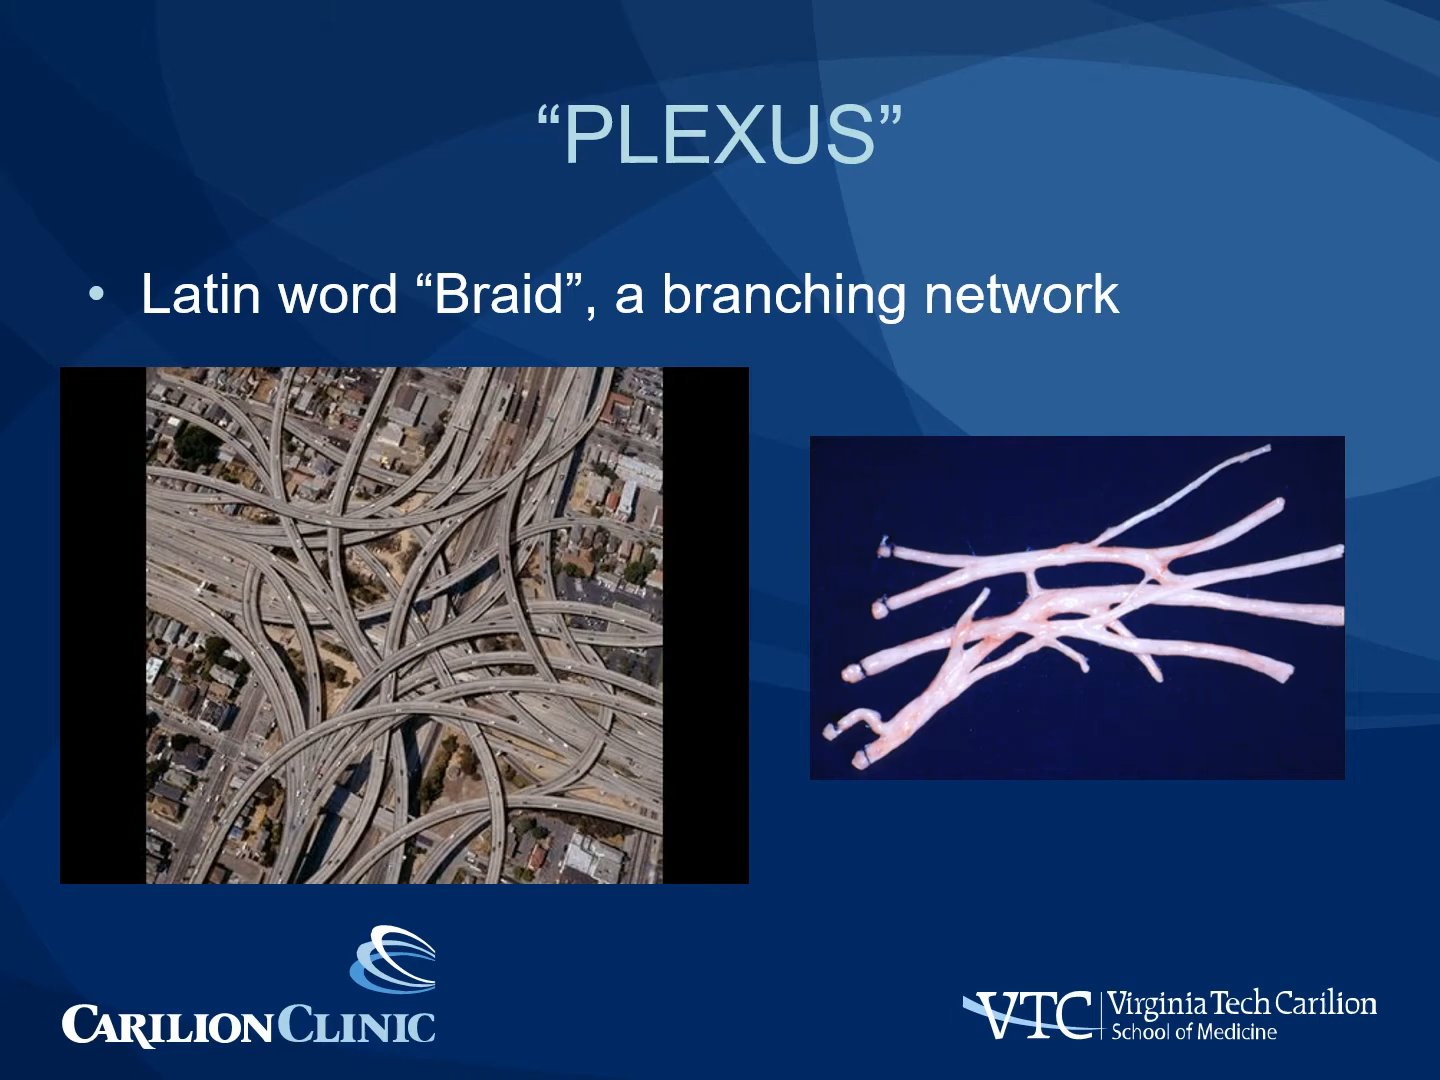 “PLEXUS”
• Latin word “Braid”, a branching network
CARILION CLINIC
VTC Virginia Tech Carilion
School of Medicine